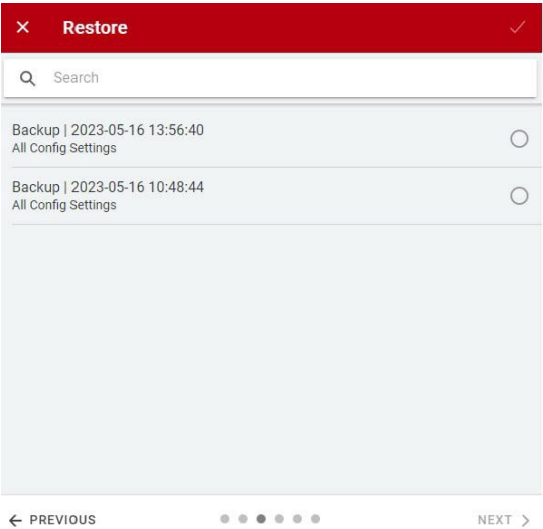 Restore
Search
Backup | 2023-05-16 13:56:40
All Config Settings
Backup | 2023-05-16 10:48:44
All Config Settings
PREVIOUS
NEXT